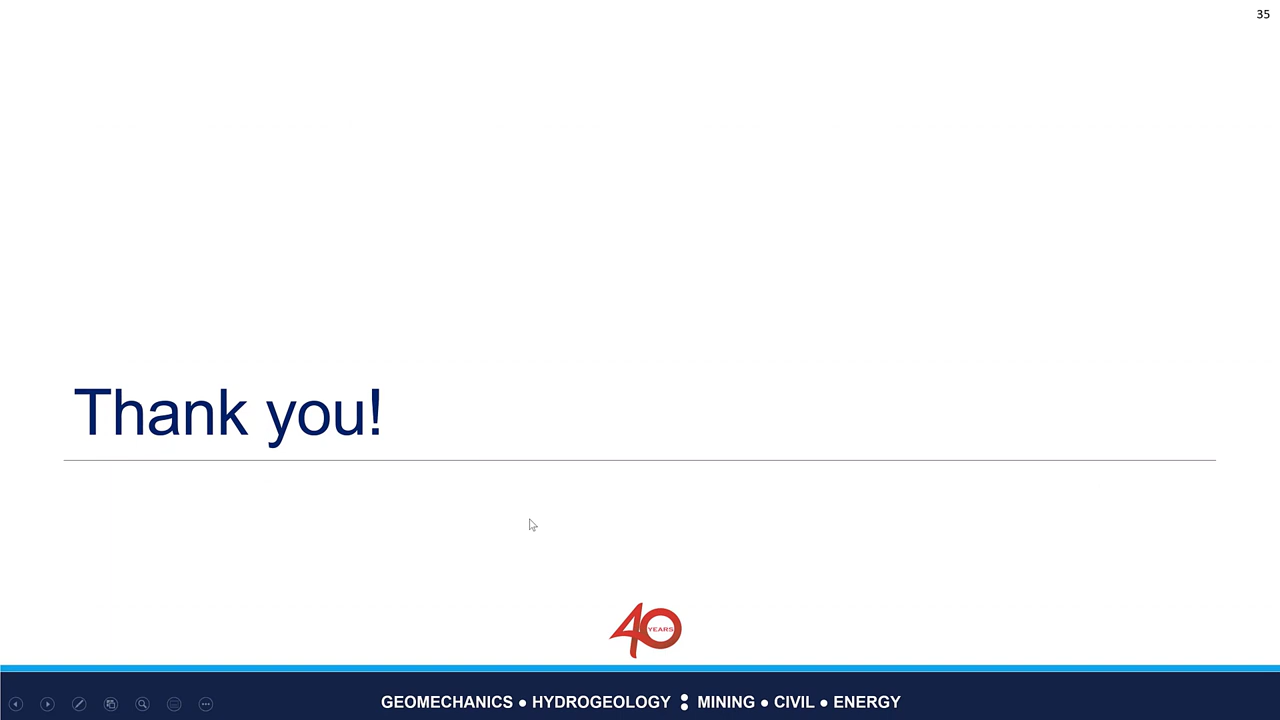 35
Thank you!
40
YEARS
GEOMECHANICS ● HYDROGEOLOGY : MINING ● CIVIL ● ENERGY